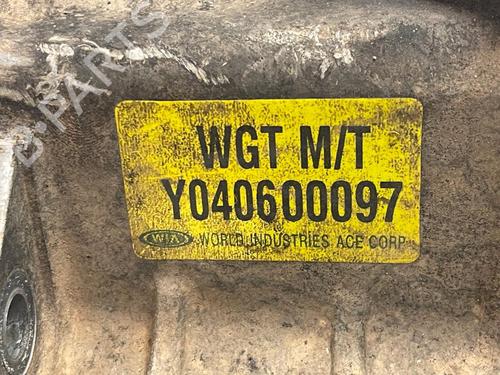 B-PARTS
WGT M/T
Y040600097
WIA WORLD INDUSTRIES ACE CORP